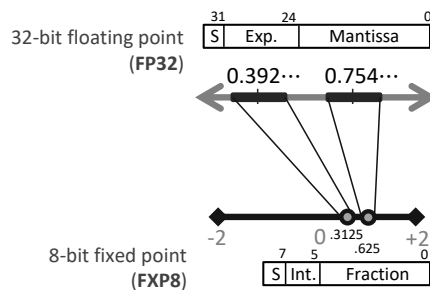 31 24 0
32-bit floating point S Exp. Mantissa
(FP32)
0.392··· 0.754···
-2 0 .3125 .625 +2
8-bit fixed point 7 5 0
(FXP8) S Int. Fraction